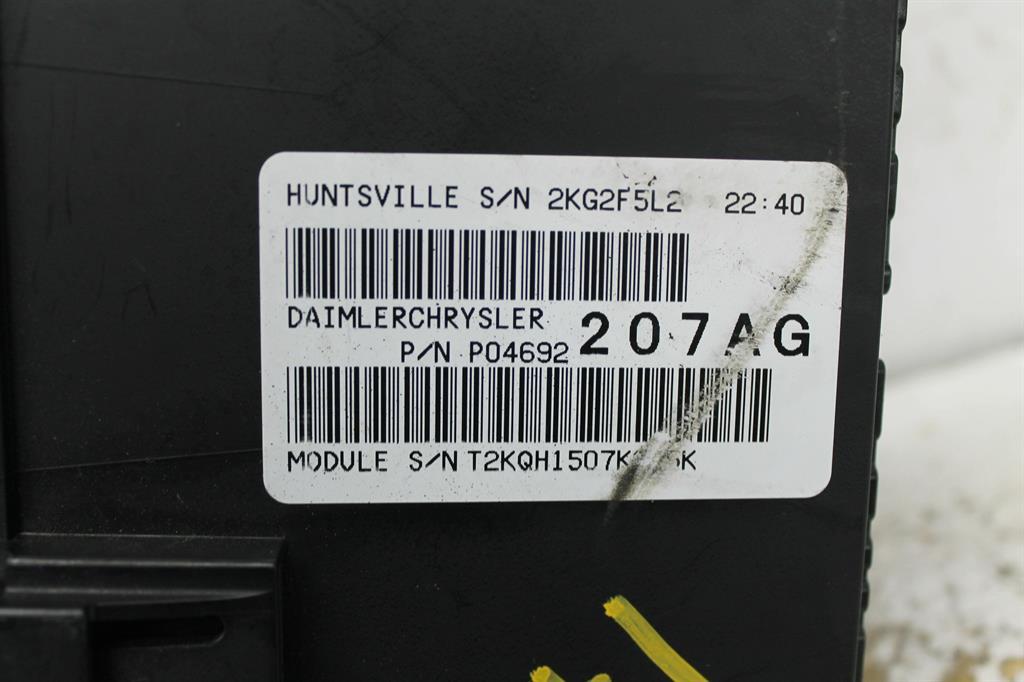 HUNTSVILLE S/N 2KG2F5L2 22:40
DAIMLERCHRYSLER
P/N P04692 207AG
MODULE S/N